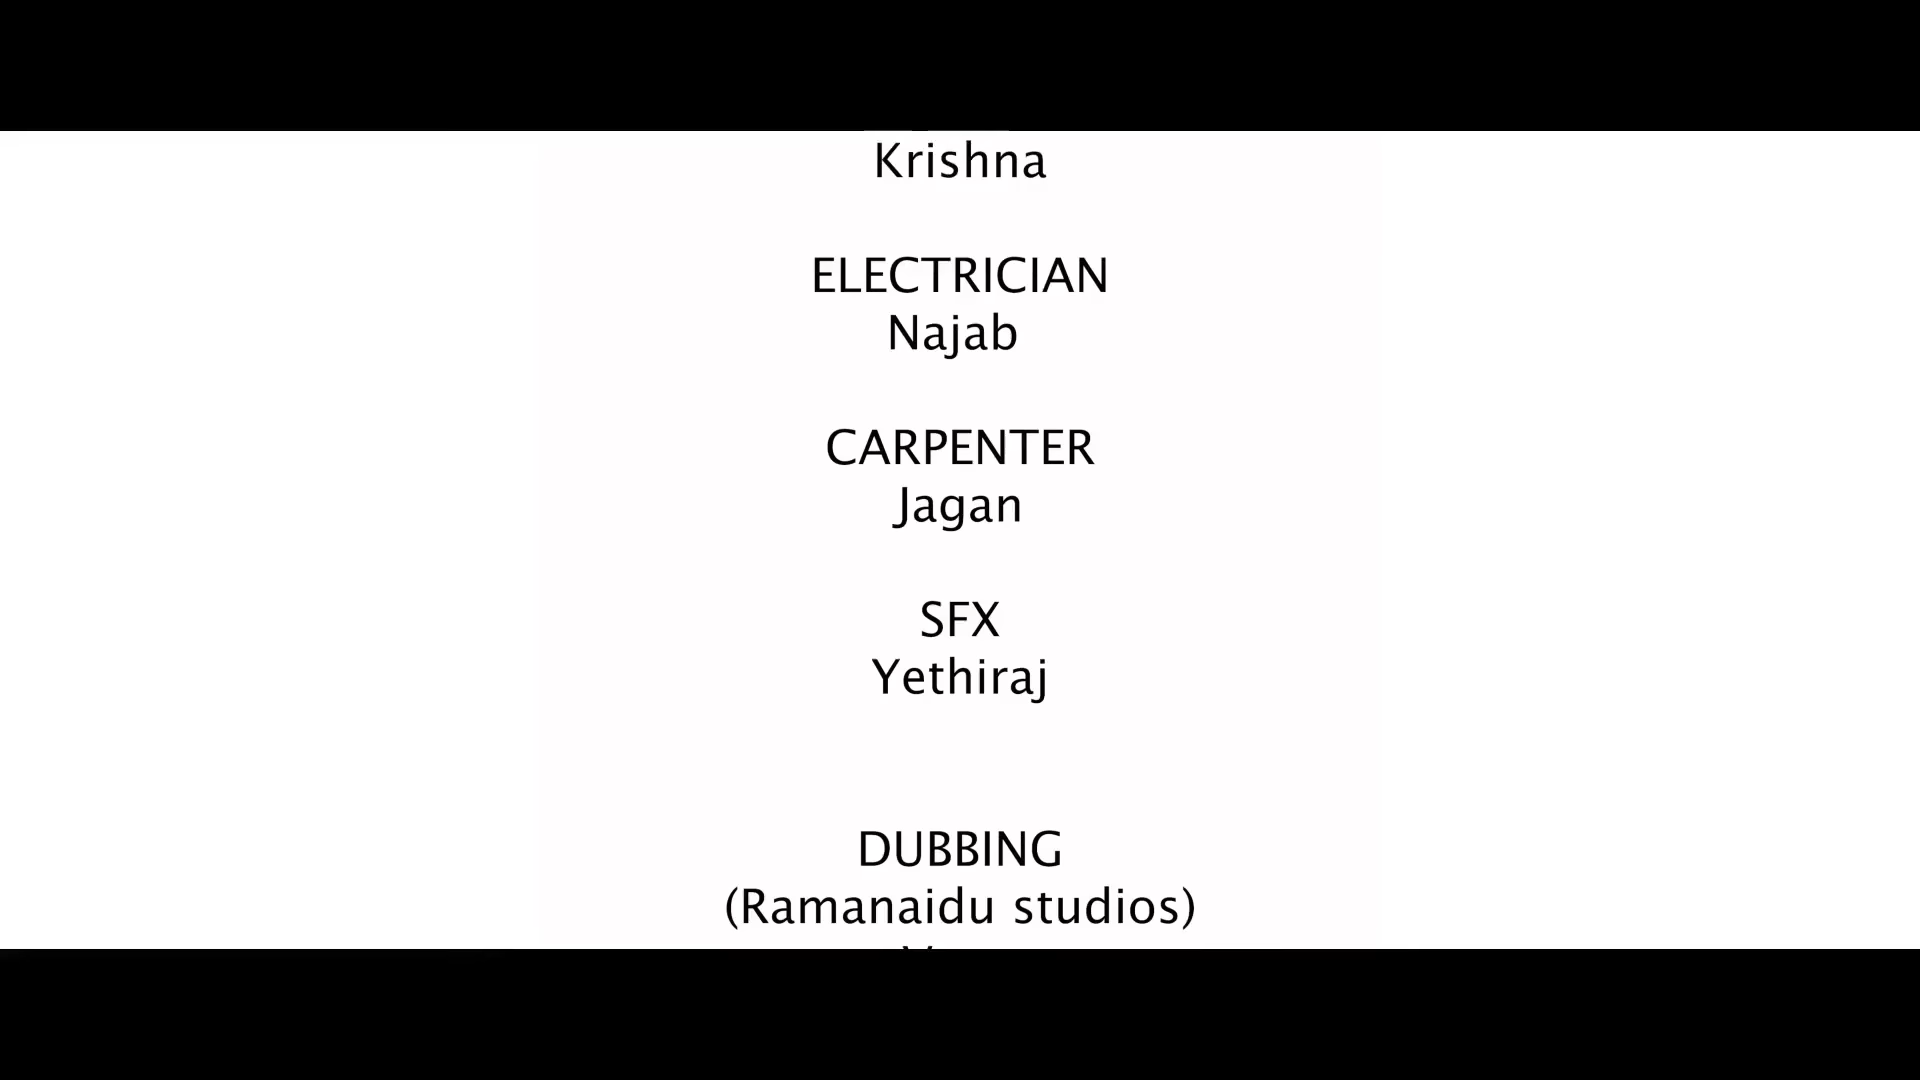 Krishna
ELECTRICIAN
Najab
CARPENTER
Jagan
SFX
Yethiraj
DUBBING
(Ramanaidu studios)